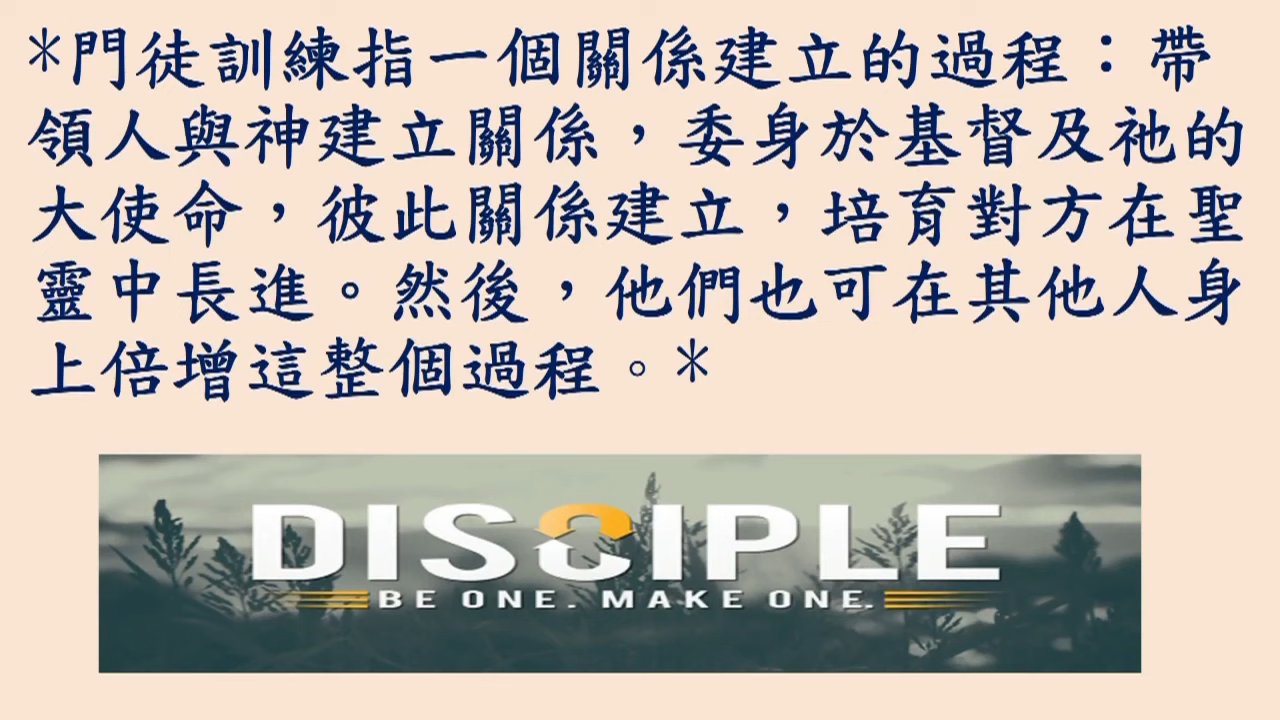 *門徒訓練指一個關係建立的過程：帶
領人與神建立關係，委身於基督及祂的
大使命，彼此關係建立，培育對方在聖
靈中長進。然後，他們也可在其他人身
上倍增這整個過程。*
DISCIPLE
BE ONE. MAKE ONE.